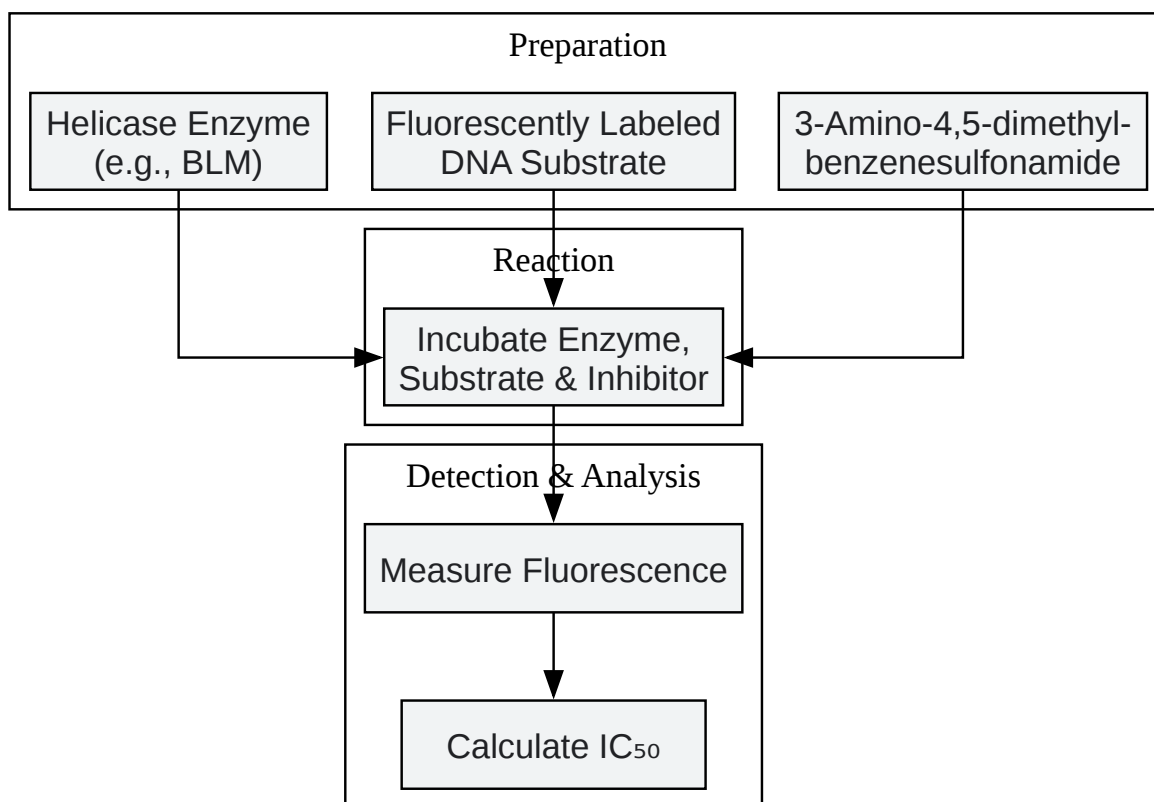 Preparation
Helicase Enzyme
(e.g., BLM)
Fluorescently Labeled
DNA Substrate
3-Amino-4,5-dimethyl-
benzenesulfonamide
Reaction
Incubate Enzyme,
Substrate & Inhibitor
Detection & Analysis
Measure Fluorescence
Calculate IC₅₀